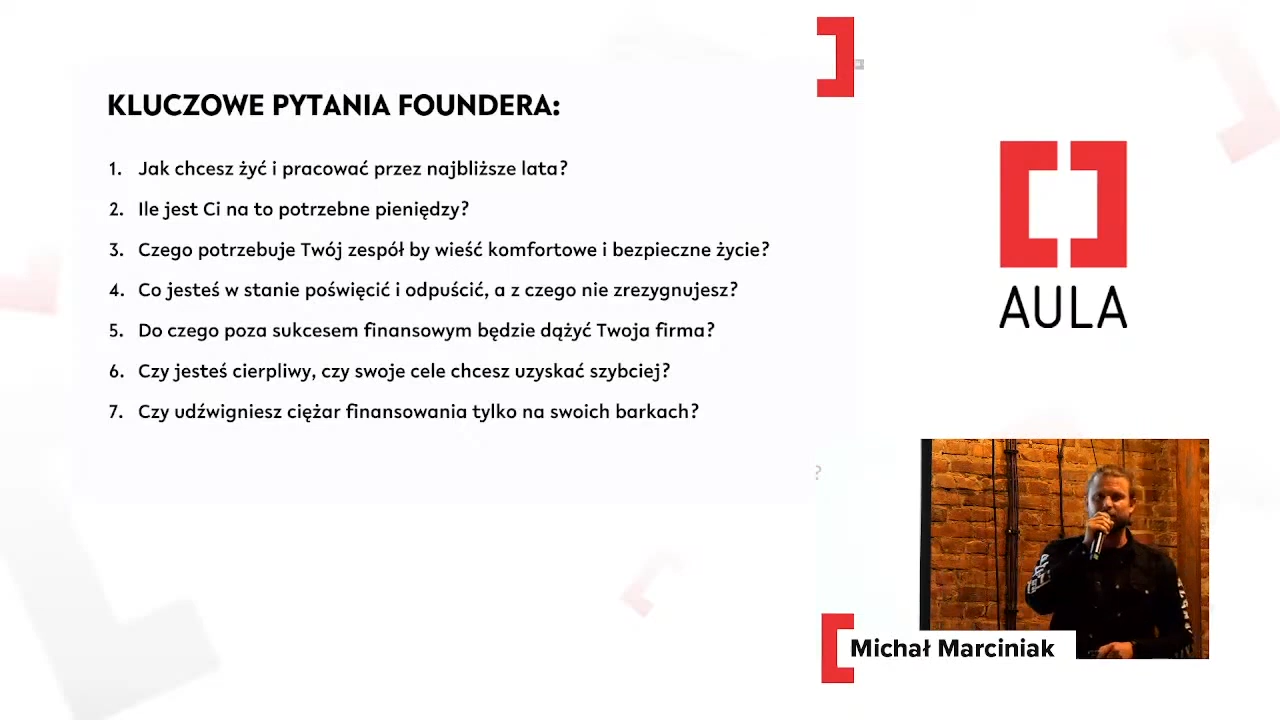 KLUCZOWE PYTANIA FOUNDERA:
1. Jak chcesz żyć i pracować przez najbliższe lata?
2. Ile jest Ci na to potrzebne pieniędzy?
3. Czego potrzebuje Twój zespół by wieść komfortowe i bezpieczne życie?
4. Co jesteś w stanie poświęcić i odpuścić, a z czego nie zrezygnujesz?
5. Do czego poza sukcesem finansowym będzie dążyć Twoja firma?
6. Czy jesteś cierpliwy, czy swoje cele chcesz uzyskać szybciej?
7. Czy udźwigniesz ciężar finansowania tylko na swoich barkach?
AULA
?
Michał Marciniak